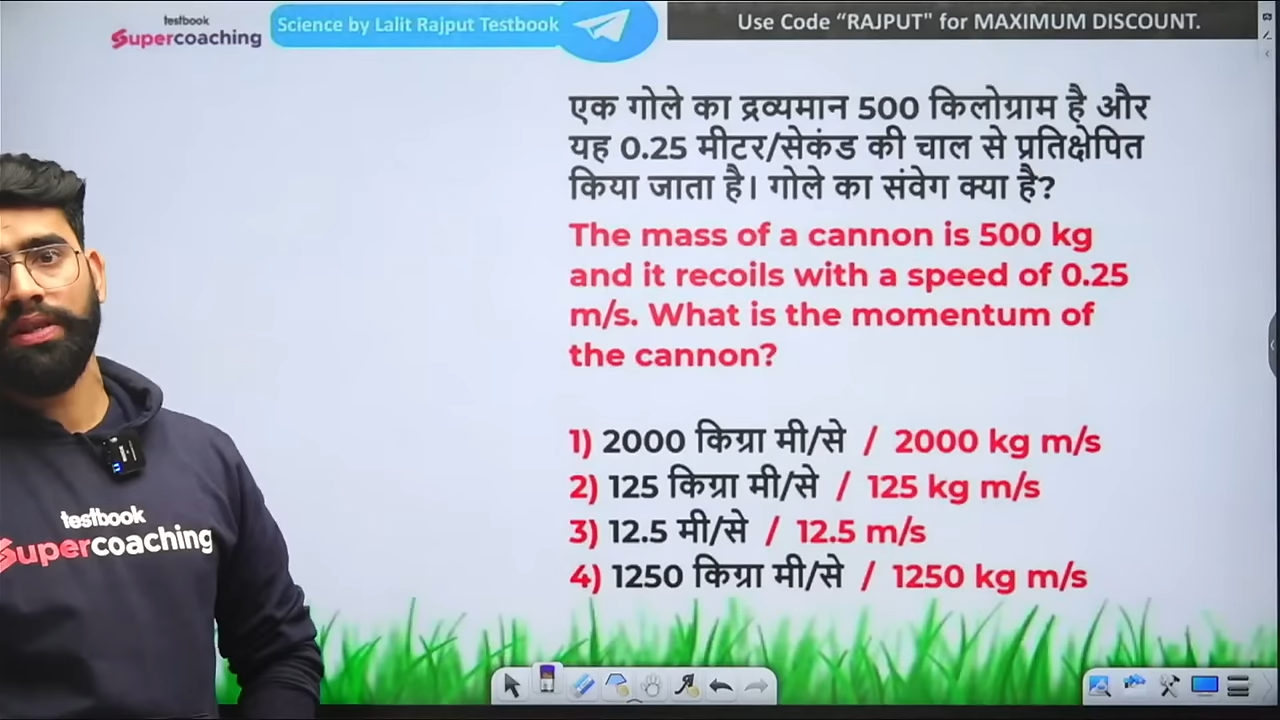 testbook
Supercoaching
Science by Lalit Rajput Testbook
Use Code “RAJPUT" for MAXIMUM DISCOUNT.
एक गोले का द्रव्यमान 500 किलोग्राम है और
यह 0.25 मीटर/सेकंड की चाल से प्रतिक्षेपित
किया जाता है। गोले का संवेग क्या है?
The mass of a cannon is 500 kg
and it recoils with a speed of 0.25
m/s. What is the momentum of
the cannon?
1) 2000 किग्रा मी/से / 2000 kg m/s
2) 125 किग्रा मी/से / 125 kg m/s
3) 12.5 मी/से / 12.5 m/s
4) 1250 किग्रा मी/से / 1250 kg m/s
testbook
Supercoaching